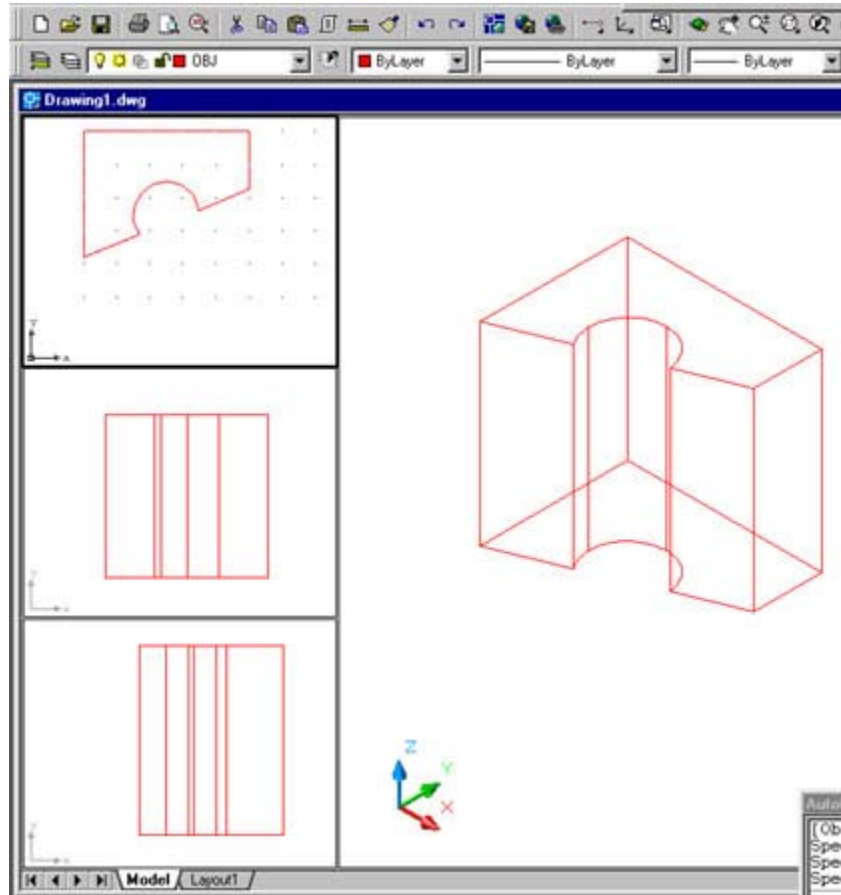 OBJ ByLayer ByLayer ByLayer
Drawing1.dwg
Y
X
Y
X
Z
Y
X
Y
X
[Ob
Spe
Spe
Spe
Model Layout1